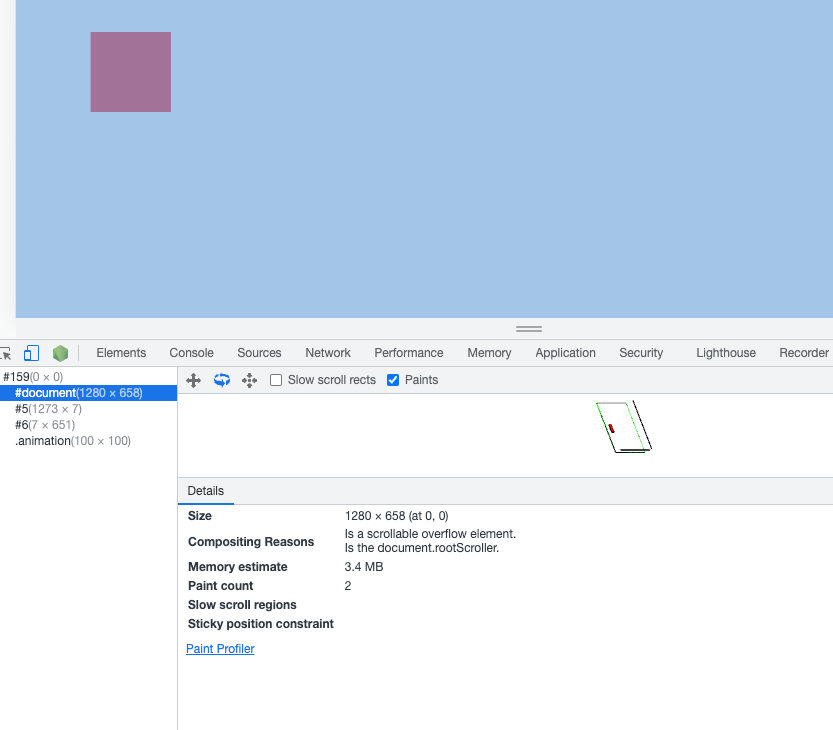 Elements Console Sources Network Performance Memory Application Security Lighthouse Recorder
#159(0 × 0)
#document(1280 × 658)
#5(1273 × 7)
#6(7 × 651)
.animation(100 × 100)
Slow scroll rects Paints
Details
Size 1280 × 658 (at 0, 0)
Compositing Reasons Is a scrollable overflow element.
Is the document.rootScroller.
Memory estimate 3.4 MB
Paint count 2
Slow scroll regions
Sticky position constraint
Paint Profiler